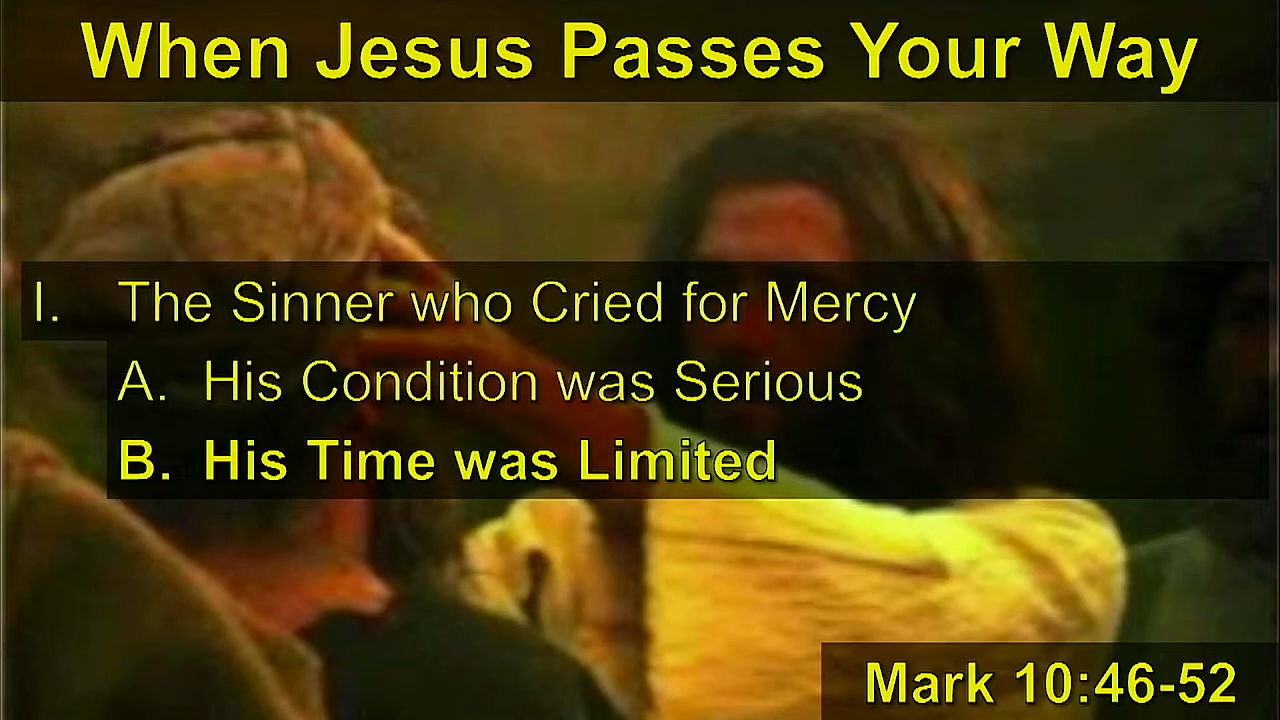 When Jesus Passes Your Way
I. The Sinner who Cried for Mercy
A. His Condition was Serious
B. His Time was Limited
Mark 10:46-52